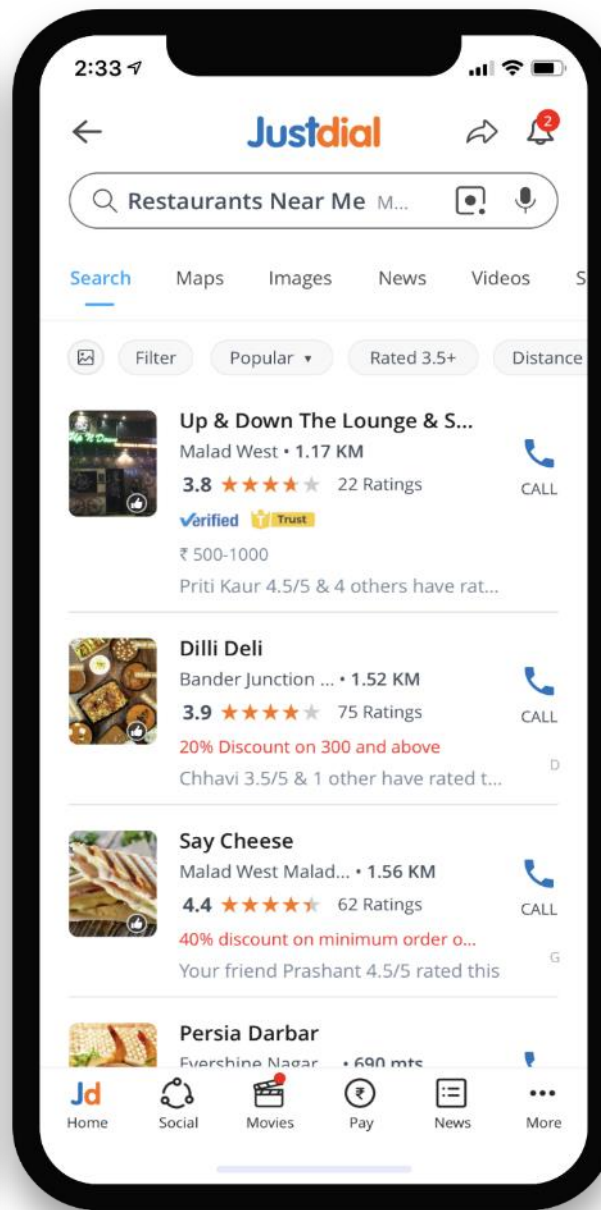 2:33
Justdial
2
Restaurants Near Me M...
Search Maps Images News Videos S
Filter Popular Rated 3.5+ Distance
Up & Down The Lounge & S...
Malad West • 1.17 KM
3.8 22 Ratings
CALL
Verified Trust
₹ 500-1000
Priti Kaur 4.5/5 & 4 others have rat...
Dilli Deli
Bander Junction ... • 1.52 KM
3.9 75 Ratings
CALL
20% Discount on 300 and above
D
Chhavi 3.5/5 & 1 other have rated t...
Say Cheese
Malad West Malad... • 1.56 KM
4.4 62 Ratings
CALL
40% discount on minimum order o...
G
Your friend Prashant 4.5/5 rated this
Persia Darbar
Evershine Nagar... • 690 mts
Jd
Home Social Movies Pay News More